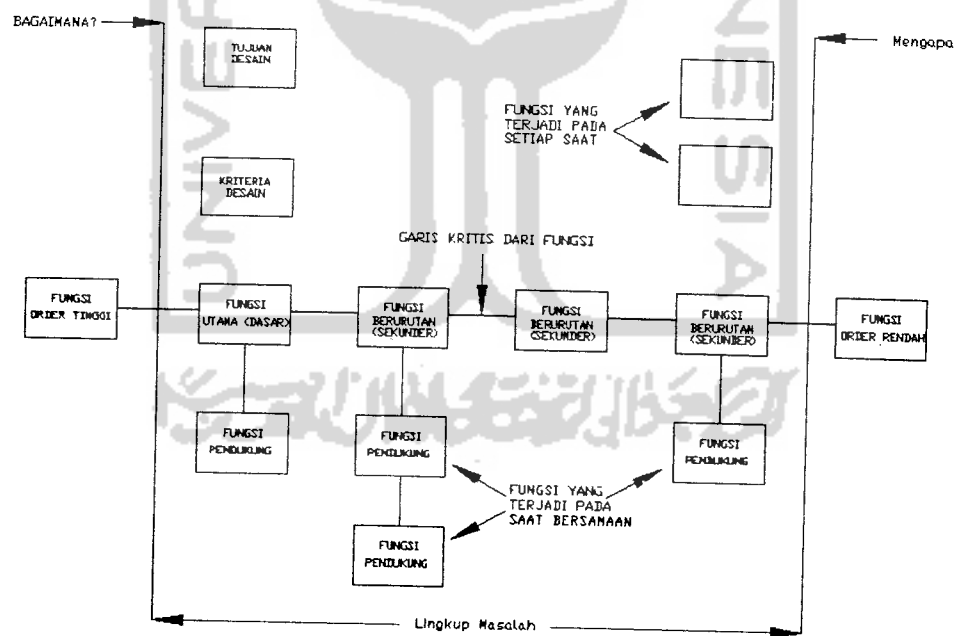 BAGAIMANA?
Mengapa
TUJUAN
DESAIN
FUNGSI YANG
TERJADI PADA
SETIAP SAAT
KRITERIA
DESAIN
GARIS KRITIS DARI FUNGSI
FUNGSI
ORDER TINGGI
FUNGSI
UTAMA (DASAR)
FUNGSI
BERURUTAN
(SEKUNDER)
FUNGSI
BERURUTAN
(SEKUNDER)
FUNGSI
BERURUTAN
(SEKUNDER)
FUNGSI
ORDER RENDAH
FUNGSI
PENDUKUNG
FUNGSI
PENDUKUNG
FUNGSI
PENDUKUNG
FUNGSI YANG
TERJADI PADA
SAAT BERSAMAAN
FUNGSI
PENDUKUNG
Lingkup Masalah